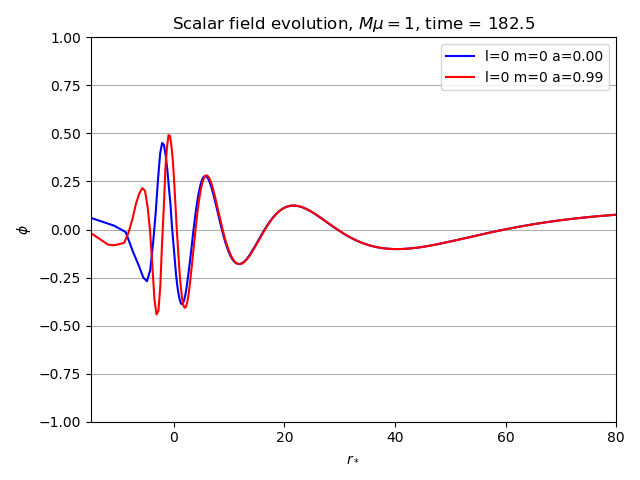 Scalar field evolution, $M\mu = 1$, time = 182.5
l=0 m=0 a=0.00
l=0 m=0 a=0.99
1.00
0.75
0.50
0.25
0.00
−0.25
−0.50
−0.75
−1.00
ϕ
0
20
40
60
80
r*